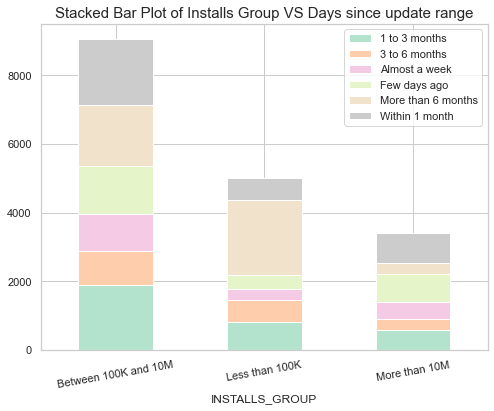 Stacked Bar Plot of Installs Group VS Days since update range
1 to 3 months
3 to 6 months
Almost a week
Few days ago
More than 6 months
Within 1 month
8000
6000
4000
2000
0
Between 100K and 10M
Less than 100K
More than 10M
INSTALLS_GROUP